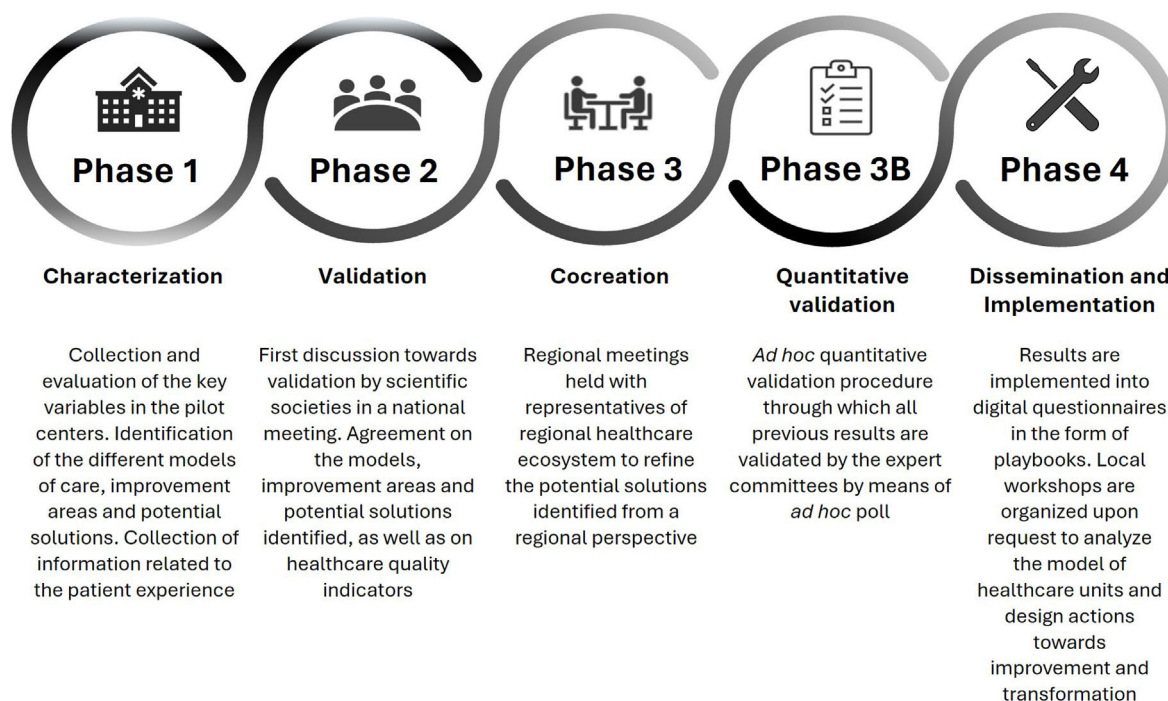 Phase 1
Phase 2
Phase 3
Phase 3B
Phase 4
Characterization
Collection and
evaluation of the key
variables in the pilot
centers. Identification
of the different models
of care, improvement
areas and potential
solutions. Collection of
information related to
the patient experience
Validation
First discussion towards
validation by scientific
societies in a national
meeting. Agreement on
the models,
improvement areas and
potential solutions
identified, as well as on
healthcare quality
indicators
Cocreation
Regional meetings
held with
representatives of
regional healthcare
ecosystem to refine
the potential solutions
identified from a
regional perspective
Quantitative
validation
Ad hoc quantitative
validation procedure
through which all
previous results are
validated by the expert
committees by means of
ad hoc poll
Dissemination and
Implementation
Results are
implemented into
digital questionnaires
in the form of
playbooks. Local
workshops are
organized upon
request to analyze
the model of
healthcare units and
design actions
towards
improvement and
transformation